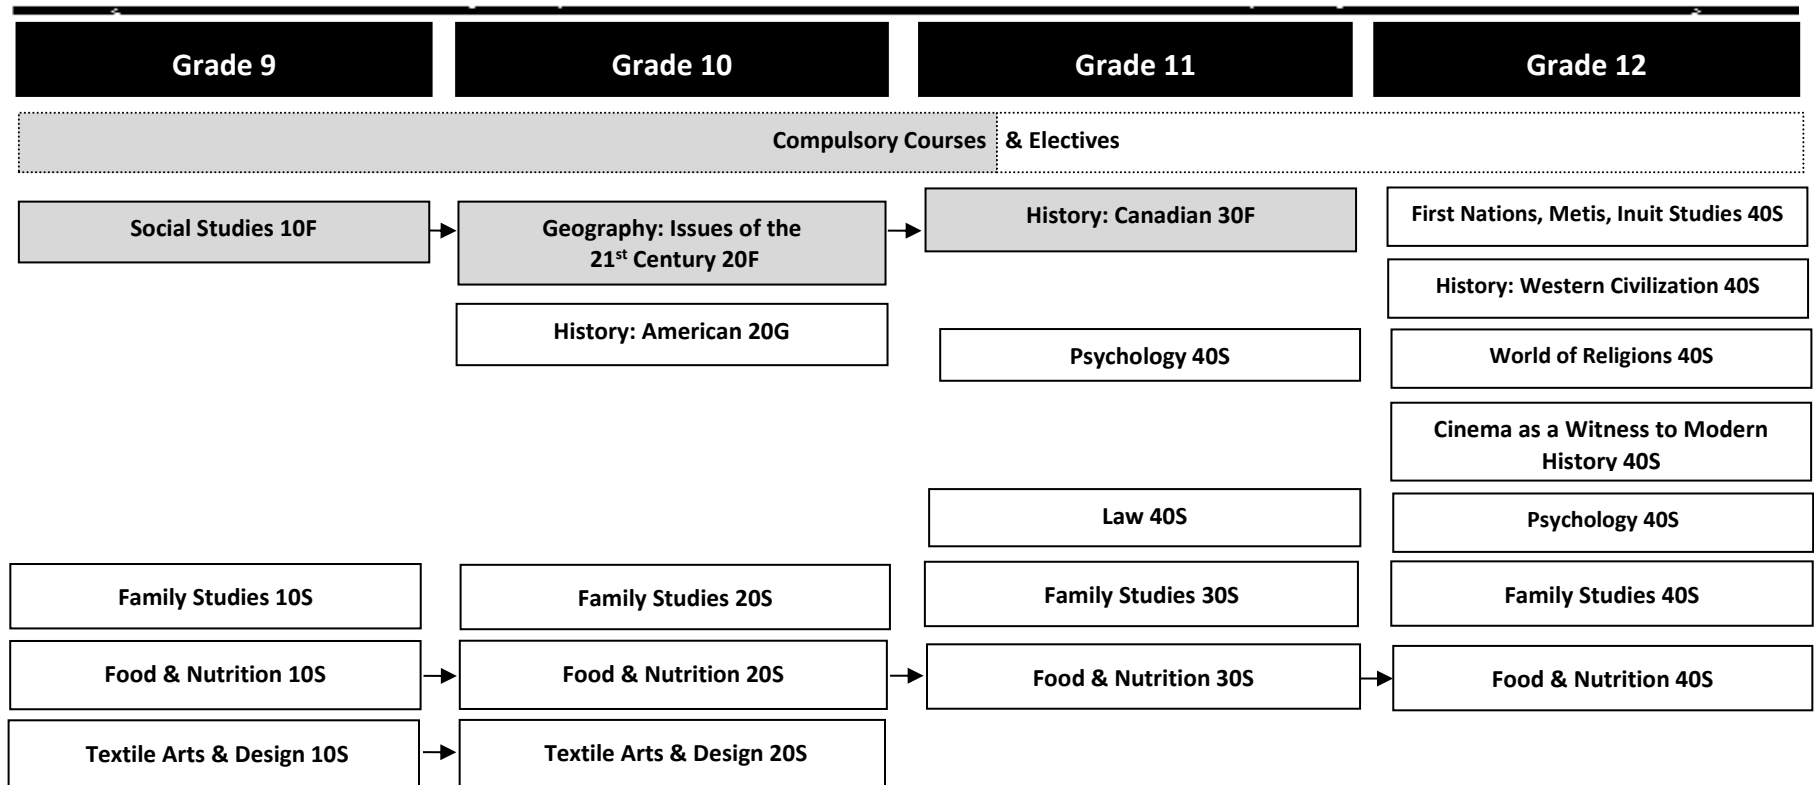 Grade 9
Grade 10
Grade 11
Grade 12
Compulsory Courses & Electives
Social Studies 10F
Geography: Issues of the
21st Century 20F
History: Canadian 30F
First Nations, Metis, Inuit Studies 40S
History: Western Civilization 40S
History: American 20G
Psychology 40S
World of Religions 40S
Cinema as a Witness to Modern
History 40S
Law 40S
Psychology 40S
Family Studies 10S
Family Studies 20S
Family Studies 30S
Family Studies 40S
Food & Nutrition 10S
Food & Nutrition 20S
Food & Nutrition 30S
Food & Nutrition 40S
Textile Arts & Design 10S
Textile Arts & Design 20S